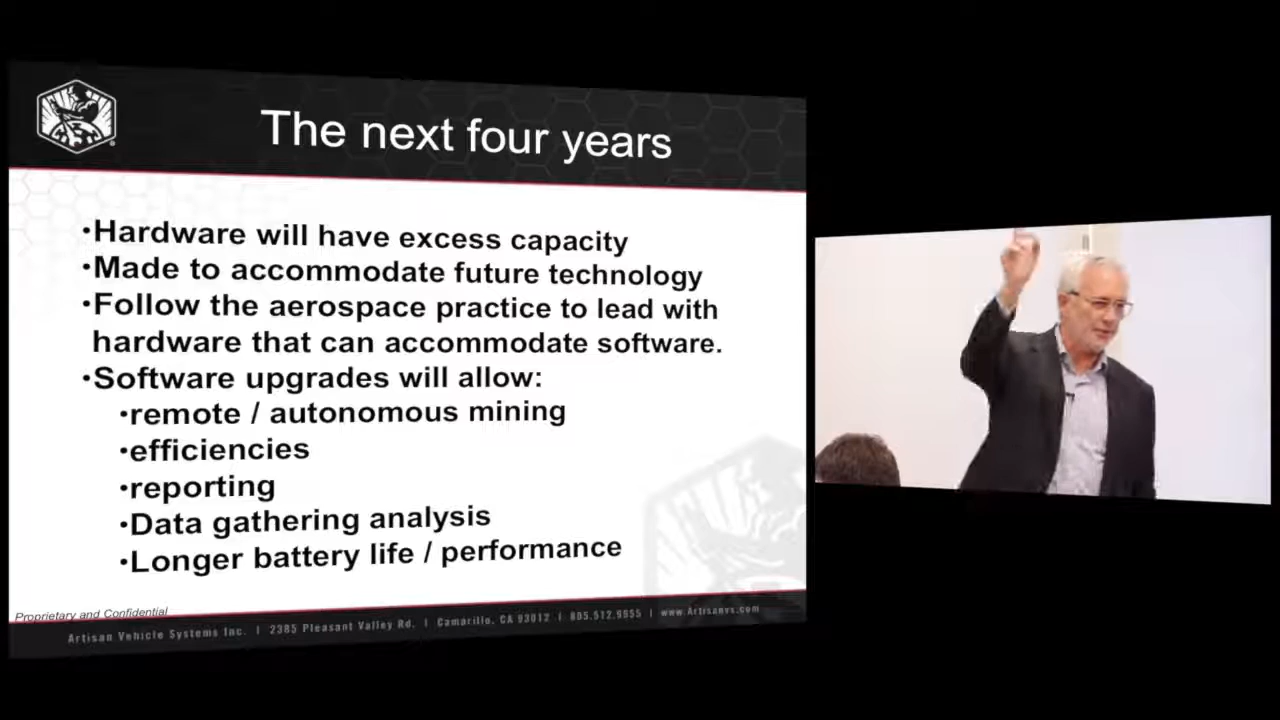 The next four years
•Hardware will have excess capacity
•Made to accommodate future technology
•Follow the aerospace practice to lead with
hardware that can accommodate software.
•Software upgrades will allow:
•remote / autonomous mining
•efficiencies
•reporting
•Data gathering analysis
•Longer battery life / performance
Proprietary and Confidential
Artisan Vehicle Systems Inc. | 2385 Pleasant Valley Rd. | Camarillo, CA 93012 | 805.512.9955 | www.Artisanvs.com